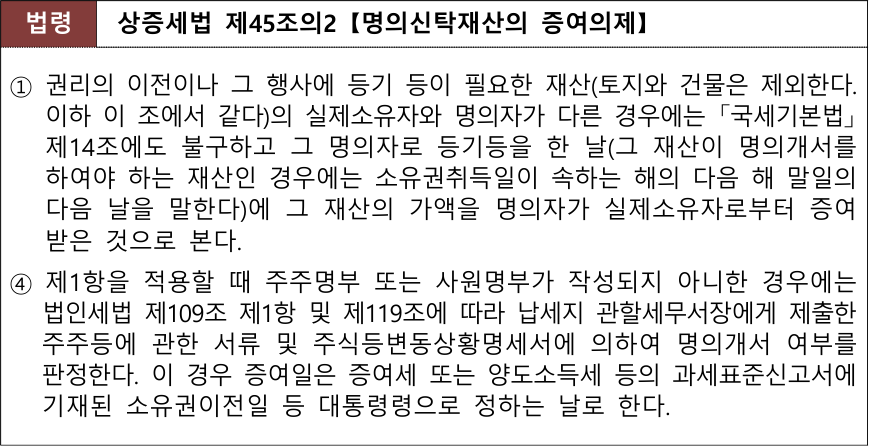 법령 상증세법 제45조의2【명의신탁재산의 증여의제】
① 권리의 이전이나 그 행사에 등기 등이 필요한 재산(토지와 건물은 제외한다.
이하 이 조에서 같다)의 실제소유자와 명의자가 다른 경우에는「국세기본법」
제14조에도 불구하고 그 명의자로 등기등을 한 날(그 재산이 명의개서를
하여야 하는 재산인 경우에는 소유권취득일이 속하는 해의 다음 해 말일의
다음 날을 말한다)에 그 재산의 가액을 명의자가 실제소유자로부터 증여
받은 것으로 본다.
④ 제1항을 적용할 때 주주명부 또는 사원명부가 작성되지 아니한 경우에는
법인세법 제109조 제1항 및 제119조에 따라 납세지 관할세무서장에게 제출한
주주등에 관한 서류 및 주식등변동상황명세서에 의하여 명의개서 여부를
판정한다. 이 경우 증여일은 증여세 또는 양도소득세 등의 과세표준신고서에
기재된 소유권이전일 등 대통령령으로 정하는 날로 한다.